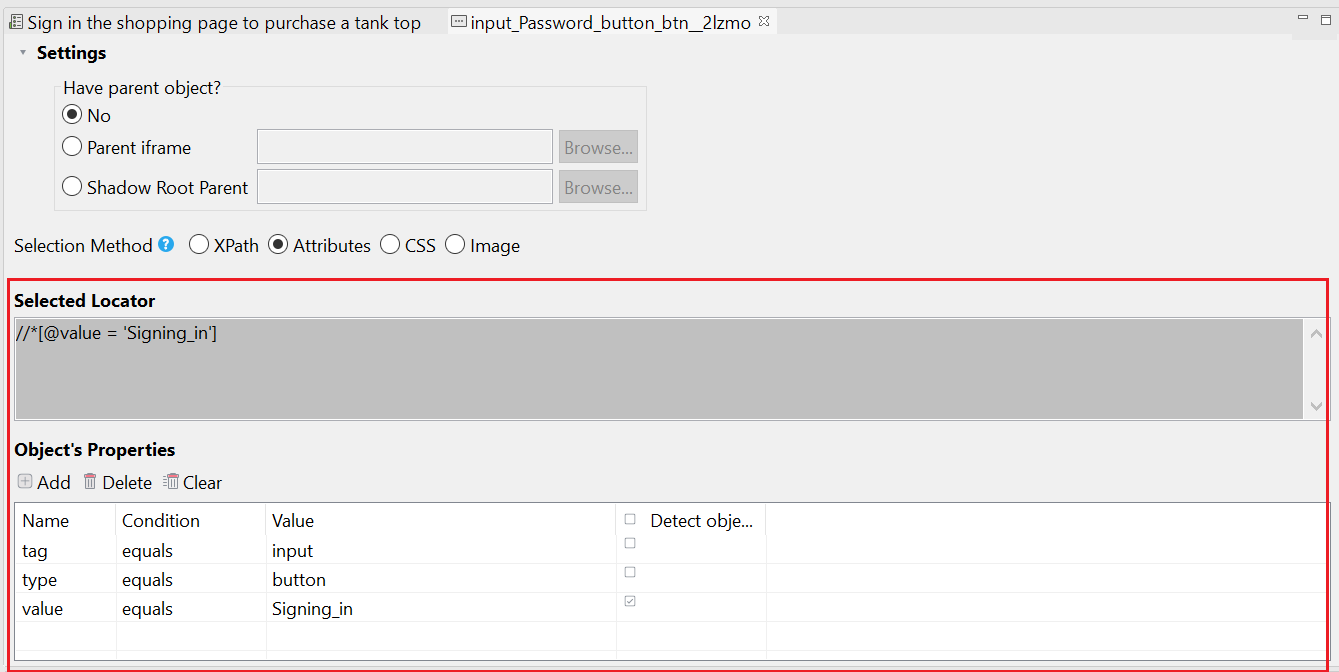 Sign in the shopping page to purchase a tank top
input_Password_button_btn__2lzmo
Settings
Have parent object?
No
Parent iframe Browse...
Shadow Root Parent Browse...
Selection Method ? XPath Attributes CSS Image
Selected Locator
//*[@value = 'Signing_in']
Object's Properties
Add Delete Clear
Name Condition Value Detect obje...
tag equals input
type equals button
value equals Signing_in